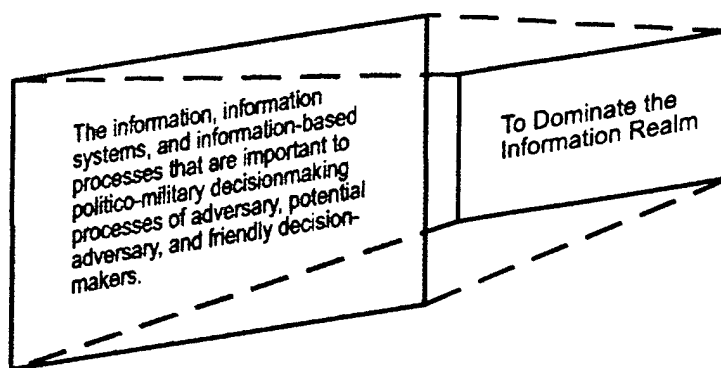 The information, information
systems, and information-based
processes that are important to
politico-military decisionmaking
processes of adversary, potential
adversary, and friendly decision-
makers.
To Dominate the
Information Realm